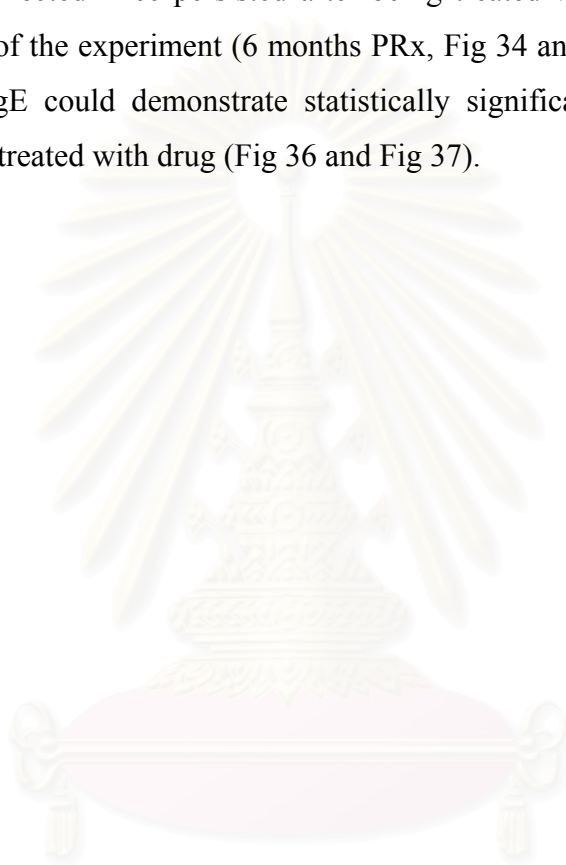 of the experiment (6 months PRx, Fig 34 an
gE could demonstrate statistically signific
treated with drug (Fig 36 and Fig 37).